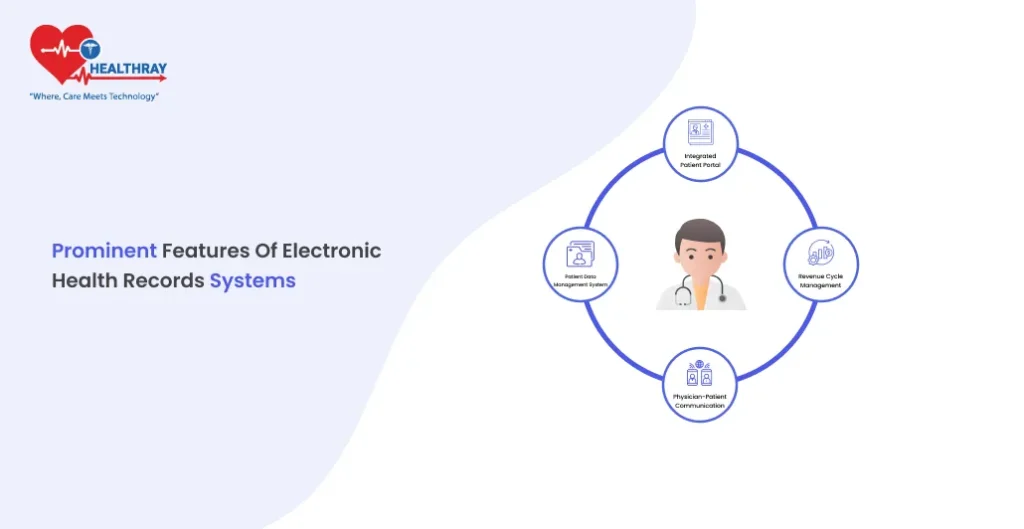 HEALTHRAY
"Where, Care Meets Technology"
Prominent Features Of Electronic
Health Records Systems
Integrated
Patient Portal
Patient Data
Management System
Revenue Cycle
Management
Physician-Patient
Communication